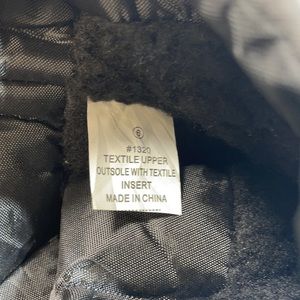 6
#1320
TEXTILE UPPER
OUTSOLE WITH TEXTILE
INSERT
MADE IN CHINA